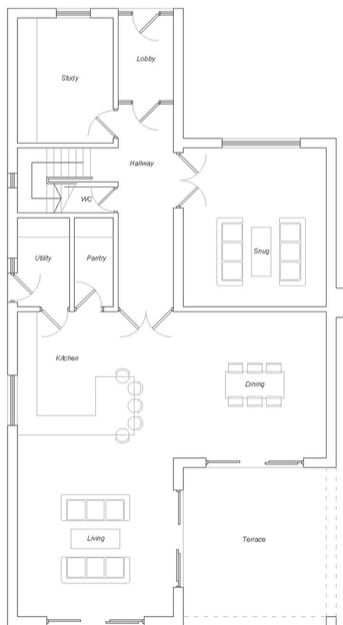 Lobby
Study
Hallway
WC
Snug
Utility
Pantry
Kitchen
Dining
Living
Terrace